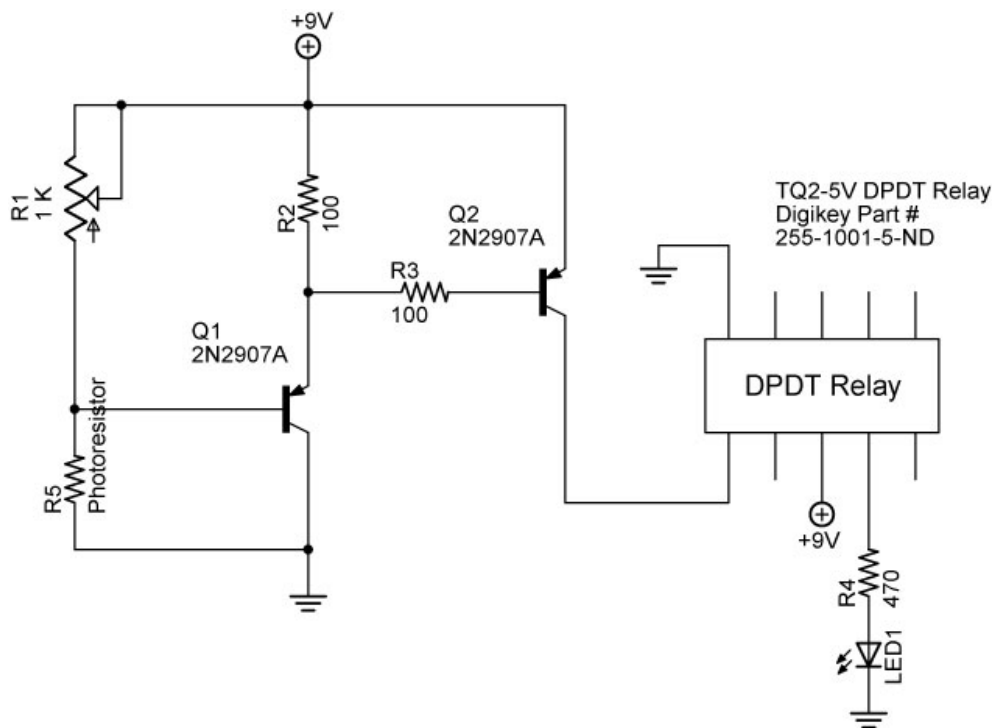 +9V
R1
1 K
R2
100
Q2
2N2907A
TQ2-5V DPDT Relay
Digikey Part #
255-1001-5-ND
R3
100
Q1
2N2907A
DPDT Relay
R5
Photoresistor
+9V
R4
470
LED1